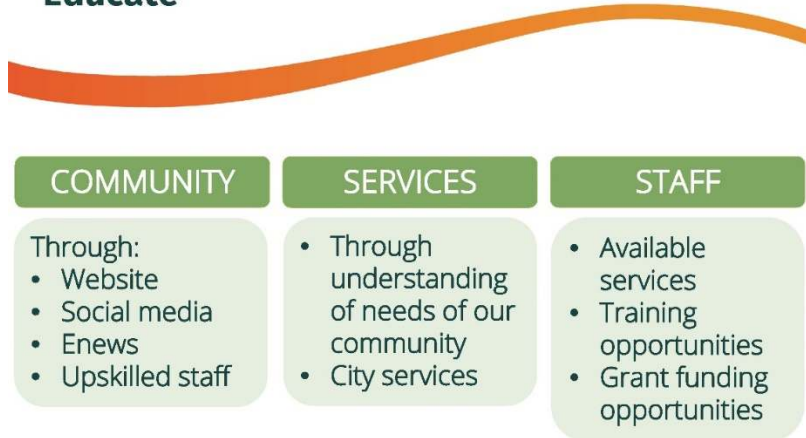 Educate
COMMUNITY
Through:
• Website
• Social media
• Enews
• Upskilled staff
SERVICES
• Through
understanding
of needs of our
community
• City services
STAFF
• Available
services
• Training
opportunities
• Grant funding
opportunities